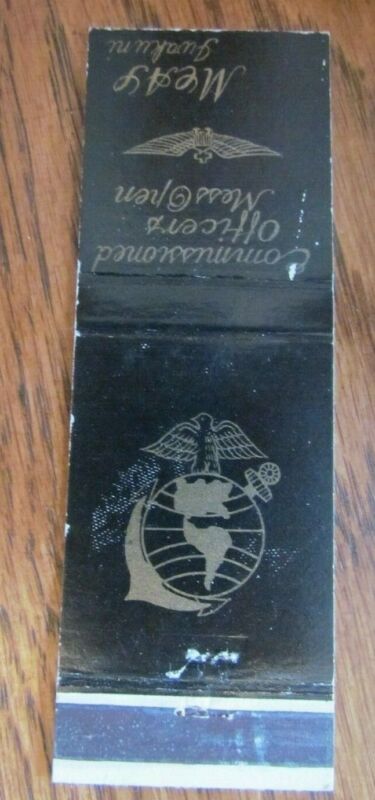 Commissioned
Officers
Mess Open
MCAS
Iwakuni